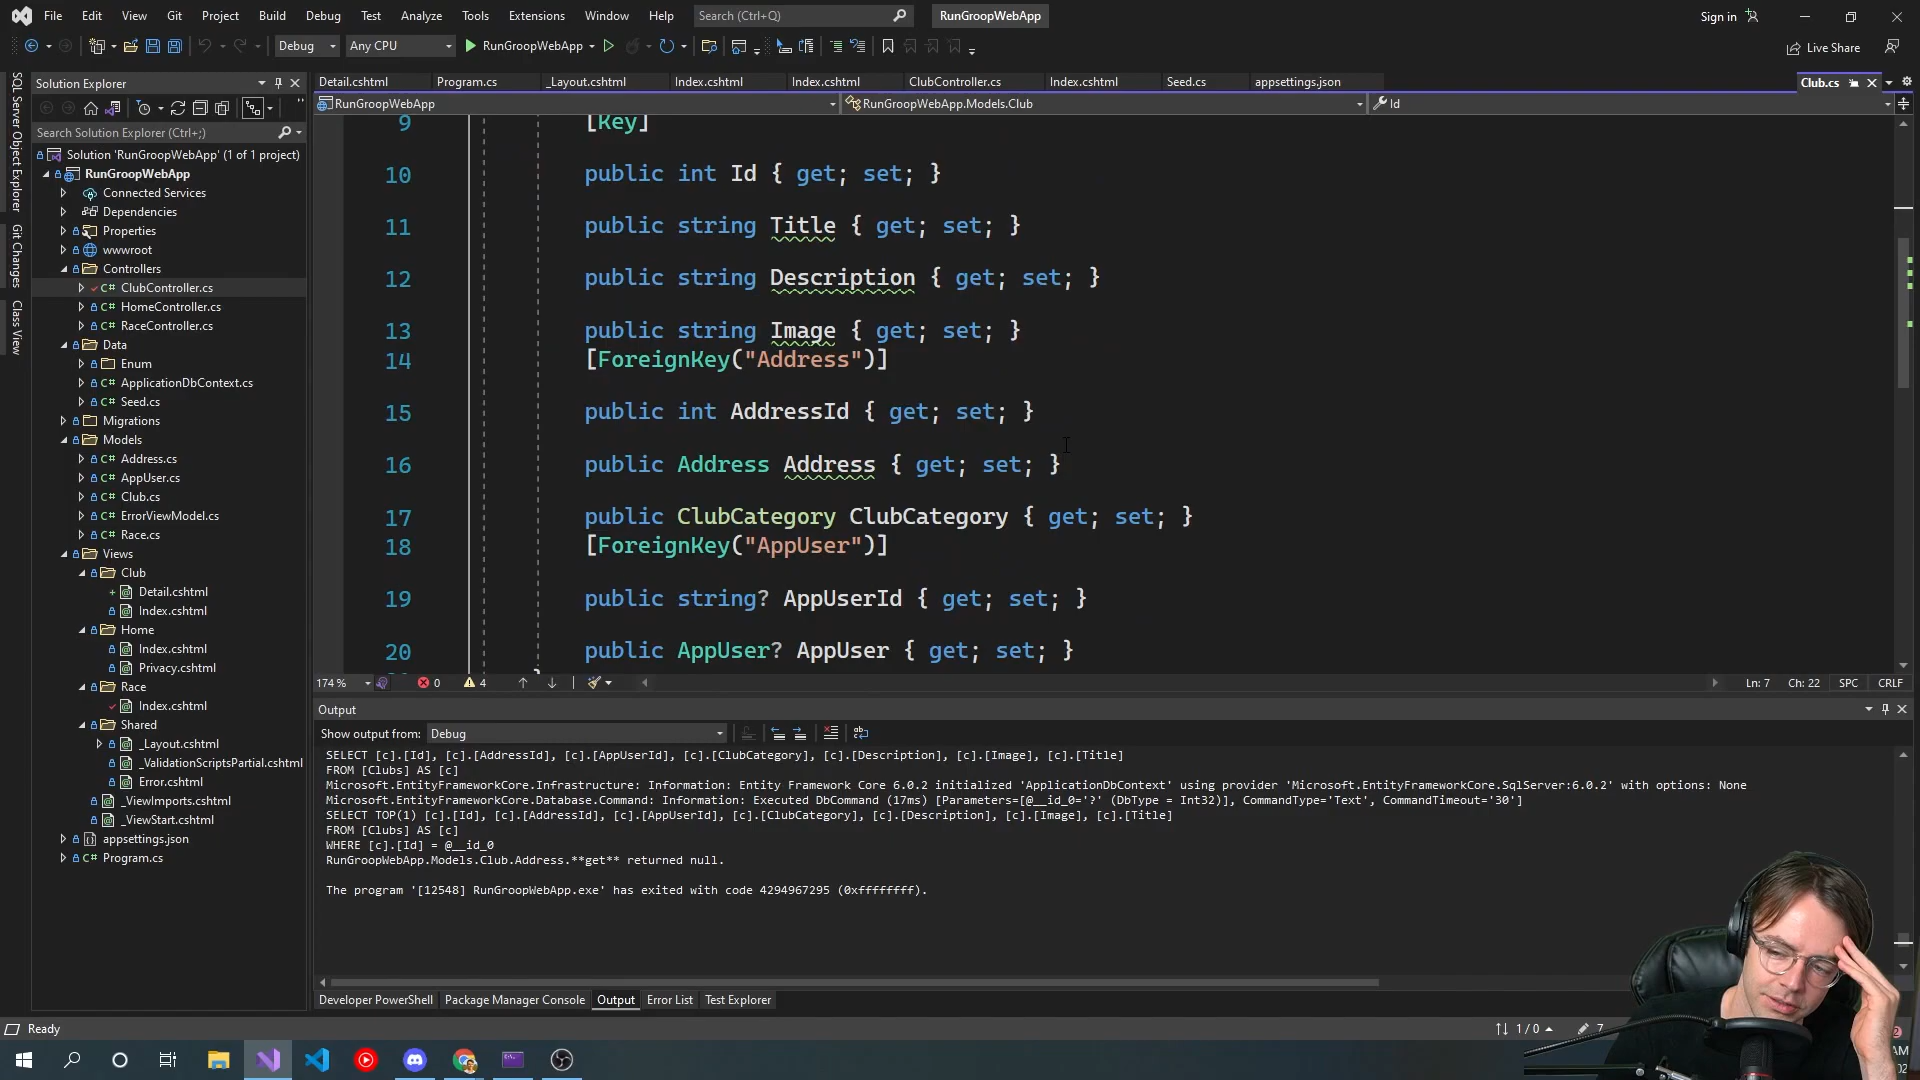 File Edit View Git Project Build Debug Test Analyze Tools Extensions Window Help Search (Ctrl+Q) RunGroopWebApp Sign in
Debug Any CPU RunGroopWebApp Live Share
SQL Server Object Explorer
Git Changes
Class View
Solution Explorer
Search Solution Explorer (Ctrl+;)
Solution 'RunGroopWebApp' (1 of 1 project)
RunGroopWebApp
Connected Services
Dependencies
Properties
wwwroot
Controllers
C# ClubController.cs
C# HomeController.cs
C# RaceController.cs
Data
Enum
C# ApplicationDbContext.cs
C# Seed.cs
Migrations
Models
C# Address.cs
C# AppUser.cs
C# Club.cs
C# ErrorViewModel.cs
C# Race.cs
Views
Club
Detail.cshtml
Index.cshtml
Home
Index.cshtml
Privacy.cshtml
Race
Index.cshtml
Shared
_Layout.cshtml
_ValidationScriptsPartial.cshtml
Error.cshtml
_ViewImports.cshtml
_ViewStart.cshtml
appsettings.json
C# Program.cs
Detail.cshtml Program.cs _Layout.cshtml Index.cshtml Index.cshtml ClubController.cs Index.cshtml Seed.cs appsettings.json Club.cs
RunGroopWebApp RunGroopWebApp.Models.Club Id
9 [Key]
10 public int Id { get; set; }
11 public string Title { get; set; }
12 public string Description { get; set; }
13 public string Image { get; set; }
14 [ForeignKey("Address")]
15 public int AddressId { get; set; }
16 public Address Address { get; set; }
17 public ClubCategory ClubCategory { get; set; }
18 [ForeignKey("AppUser")]
19 public string? AppUserId { get; set; }
20 public AppUser? AppUser { get; set; }
174 % 0 4 Ln: 7 Ch: 22 SPC CRLF
Output
Show output from: Debug
SELECT [c].[Id], [c].[AddressId], [c].[AppUserId], [c].[ClubCategory], [c].[Description], [c].[Image], [c].[Title]
FROM [Clubs] AS [c]
Microsoft.EntityFrameworkCore.Infrastructure: Information: Entity Framework Core 6.0.2 initialized 'ApplicationDbContext' using provider 'Microsoft.EntityFrameworkCore.SqlServer:6.0.2' with options: None
Microsoft.EntityFrameworkCore.Database.Command: Information: Executed DbCommand (17ms) [Parameters=[@__id_0='?' (DbType = Int32)], CommandType='Text', CommandTimeout='30']
SELECT TOP(1) [c].[Id], [c].[AddressId], [c].[AppUserId], [c].[ClubCategory], [c].[Description], [c].[Image], [c].[Title]
FROM [Clubs] AS [c]
WHERE [c].[Id] = @__id_0
RunGroopWebApp.Models.Club.Address.**get** returned null.
The program '[12548] RunGroopWebApp.exe' has exited with code 4294967295 (0xffffffff).
Developer PowerShell Package Manager Console Output Error List Test Explorer
Ready 1 / 0 7